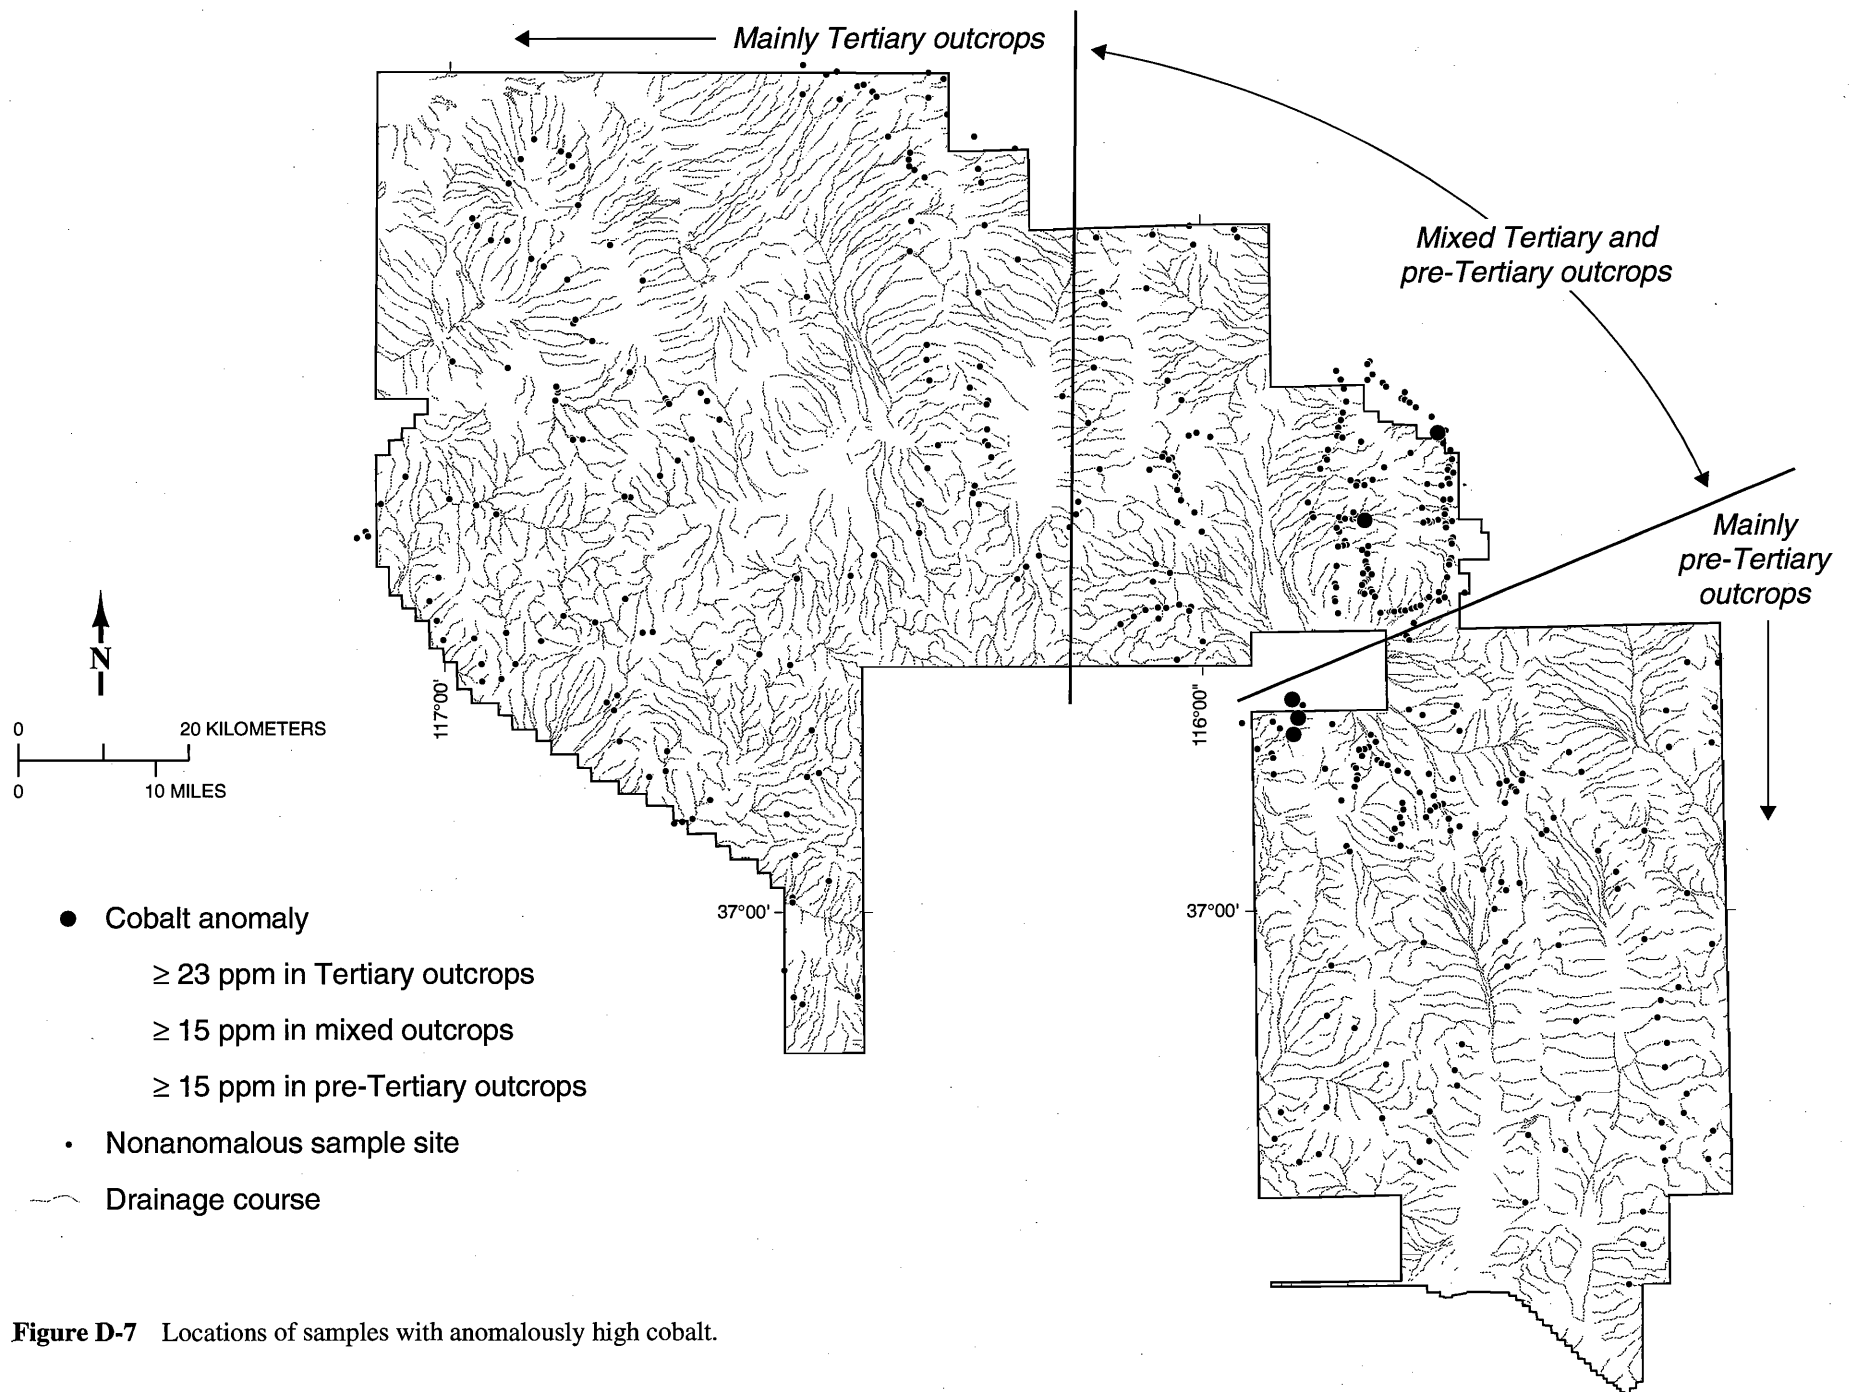 Mainly Tertiary outcrops
Mixed Tertiary and
pre-Tertiary outcrops
Mainly
pre-Tertiary
outcrops
N
0 20 KILOMETERS
0 10 MILES
117°00'
116°00"
37°00'
37°00'
Cobalt anomaly
≥ 23 ppm in Tertiary outcrops
≥ 15 ppm in mixed outcrops
≥ 15 ppm in pre-Tertiary outcrops
Nonanomalous sample site
Drainage course
Figure D-7 Locations of samples with anomalously high cobalt.